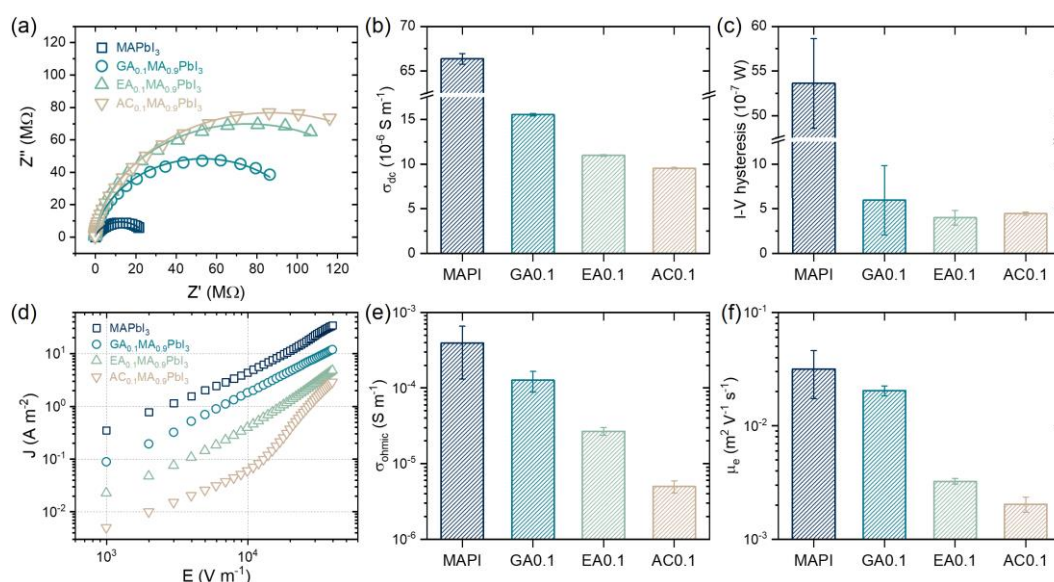 (a)
Z'' (MΩ)
120
100
80
60
40
20
0
MAPbI₃
GA₀.₁MA₀.₉PbI₃
EA₀.₁MA₀.₉PbI₃
AC₀.₁MA₀.₉PbI₃
0 20 40 60 80 100 120
Z' (MΩ)
(b)
σdc (10⁻⁶ S m⁻¹)
65
15
10
5
0
MAPI GA0.1 EA0.1 AC0.1
(c)
I-V hysteresis (10⁻⁷ W)
55
50
10
5
0
MAPI GA0.1 EA0.1 AC0.1
(d)
J (A m⁻²)
10¹
10⁰
10⁻¹
10⁻²
MAPbI₃
GA₀.₁MA₀.₉PbI₃
EA₀.₁MA₀.₉PbI₃
AC₀.₁MA₀.₉PbI₃
10³ 10⁴
E (V m⁻¹)
(e)
σohmic (S m⁻¹)
10⁻³
10⁻⁴
10⁻⁵
10⁻⁶
MAPI GA0.1 EA0.1 AC0.1
(f)
μe (m² V⁻¹ s⁻¹)
10⁻¹
10⁻²
10⁻³
MAPI GA0.1 EA0.1 AC0.1